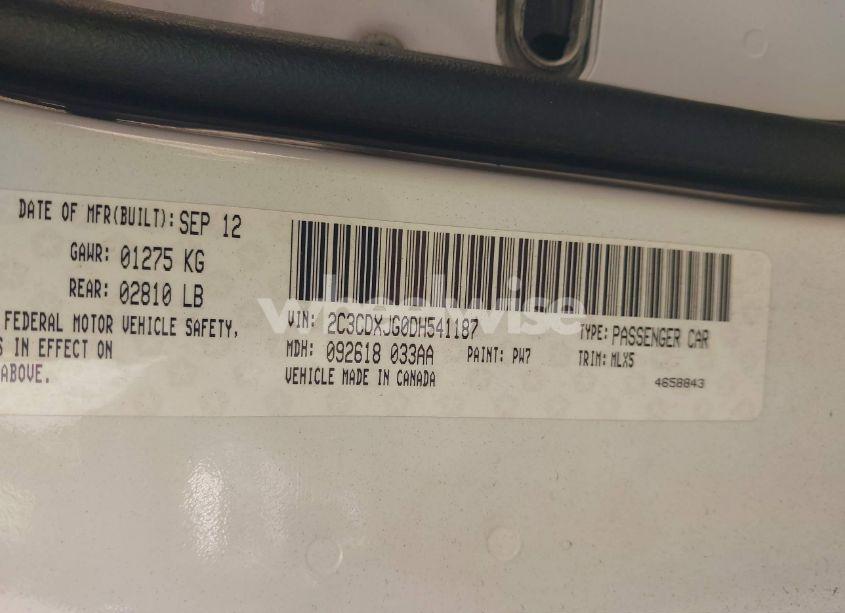 DATE OF MFR(BUILT): SEP 12
GAWR: 01275 KG
REAR: 02810 LB
FEDERAL MOTOR VEHICLE SAFETY,
S IN EFFECT ON
ABOVE.
VIN: 2C3CDXJG0DH541187
TYPE: PASSENGER CAR
MDH: 092618 033AA
PAINT: PW7
TRIM: MLX5
VEHICLE MADE IN CANADA
4658843
wheelwise